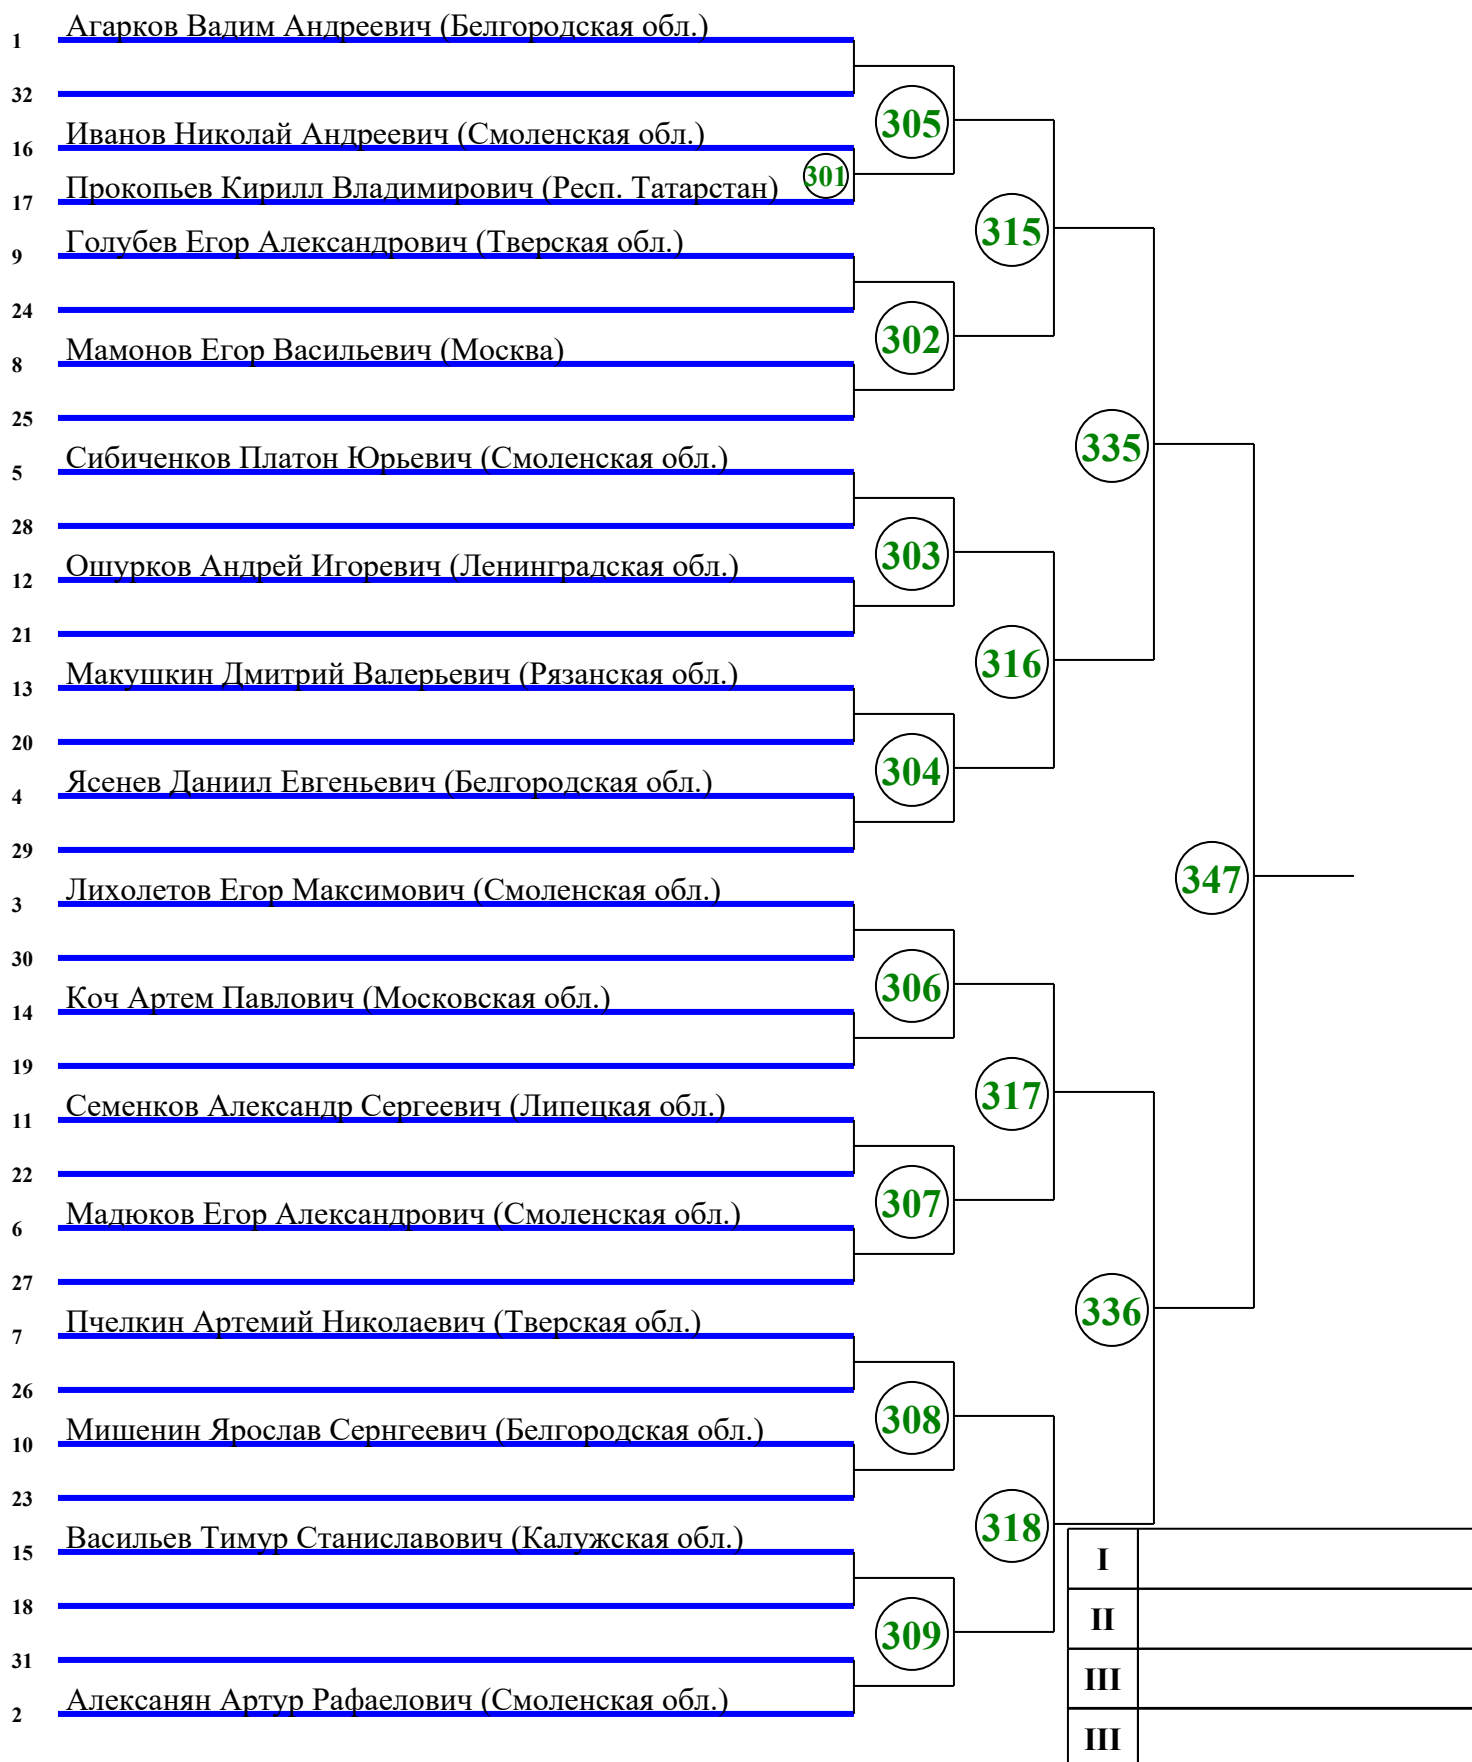 1 Агарков Вадим Андреевич (Белгородская обл.)
32
305
16 Иванов Николай Андреевич (Смоленская обл.)
301
17 Прокопьев Кирилл Владимирович (Респ. Татарстан)
315
9 Голубев Егор Александрович (Тверская обл.)
24
302
8 Мамонов Егор Васильевич (Москва)
25
335
5 Сибиченков Платон Юрьевич (Смоленская обл.)
28
303
12 Ошурков Андрей Игоревич (Ленинградская обл.)
21
316
13 Макушкин Дмитрий Валерьевич (Рязанская обл.)
20
304
4 Ясенев Даниил Евгеньевич (Белгородская обл.)
29
347
3 Лихолетов Егор Максимович (Смоленская обл.)
30
306
14 Коч Артем Павлович (Московская обл.)
19
317
11 Семенков Александр Сергеевич (Липецкая обл.)
22
307
6 Мадюков Егор Александрович (Смоленская обл.)
27
336
7 Пчелкин Артемий Николаевич (Тверская обл.)
26
308
10 Мишенин Ярослав Сернгеевич (Белгородская обл.)
23
318
15 Васильев Тимур Станиславович (Калужская обл.)
I
18
II
309
31
III
2 Алексанян Артур Рафаелович (Смоленская обл.)
III